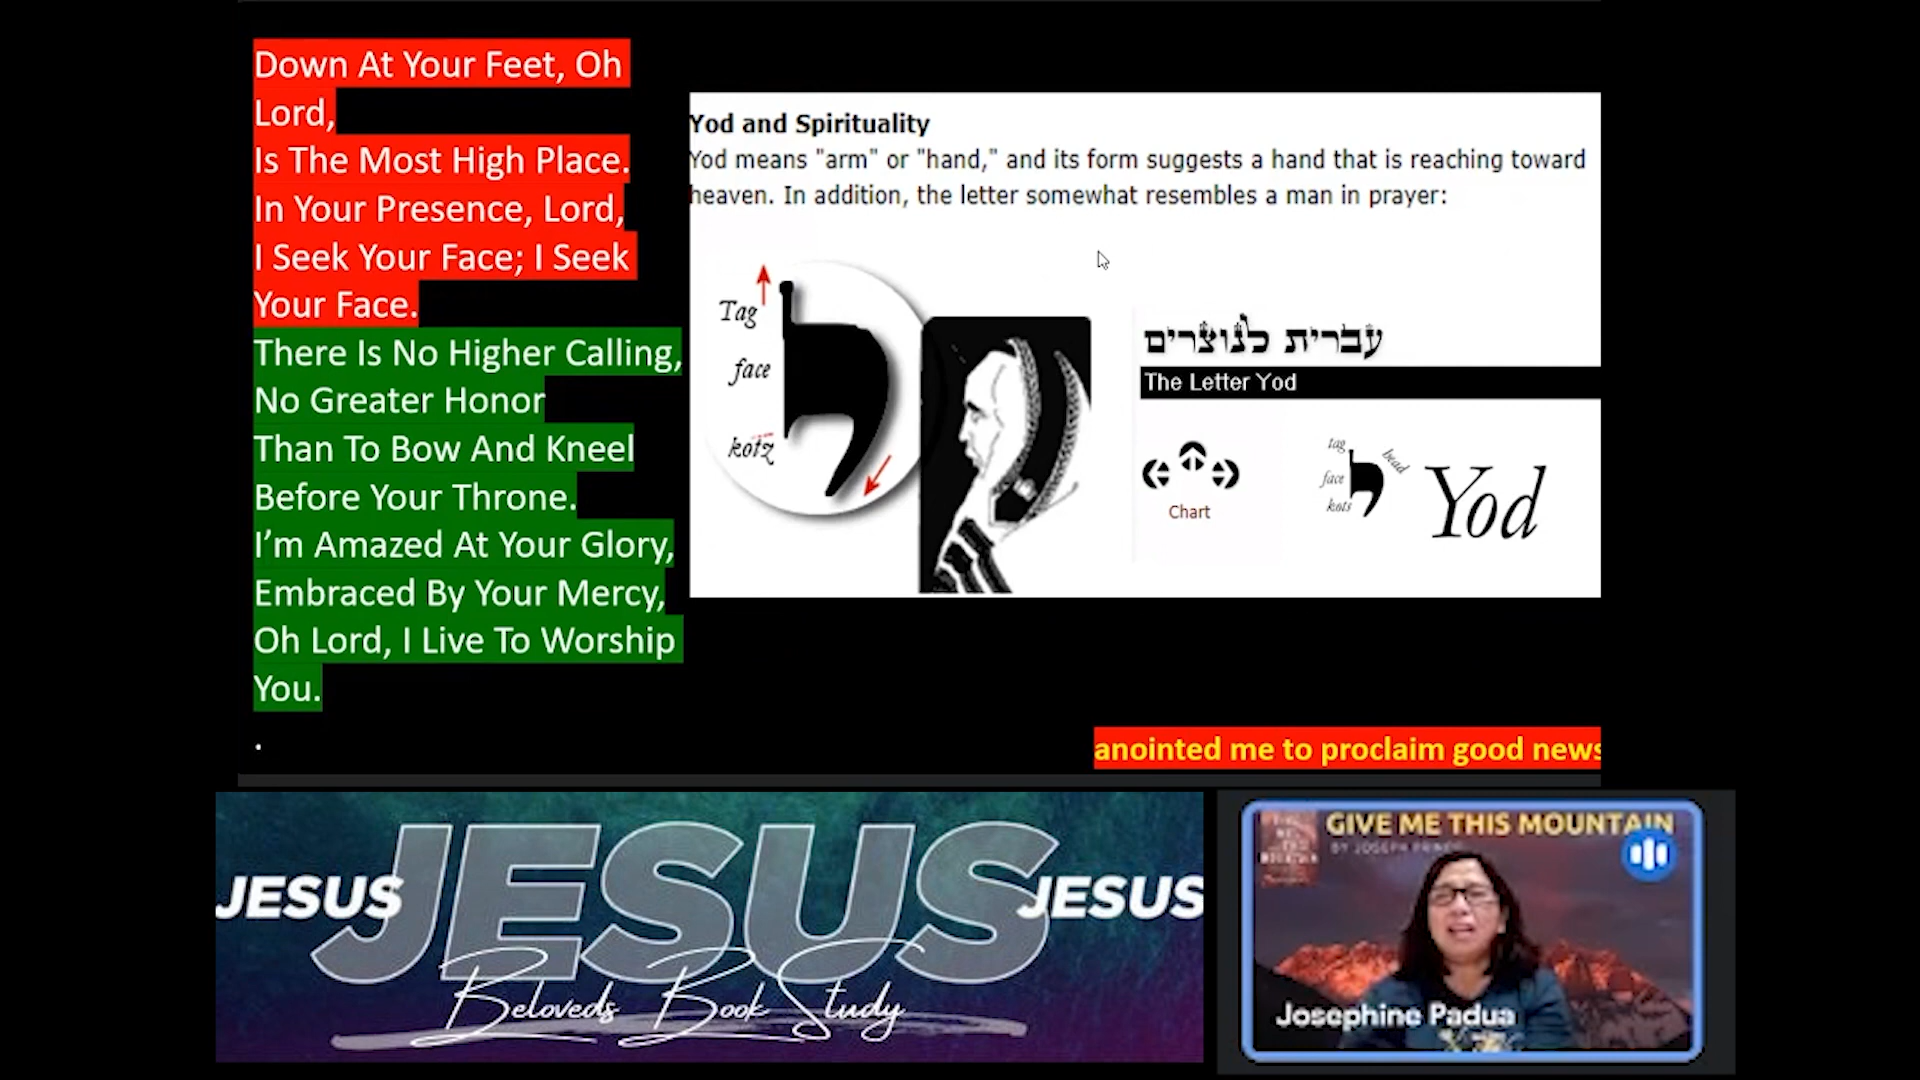 Down At Your Feet, Oh
Lord,
Is The Most High Place.
In Your Presence, Lord,
I Seek Your Face; I Seek
Your Face.
There Is No Higher Calling,
No Greater Honor
Than To Bow And Kneel
Before Your Throne.
I’m Amazed At Your Glory,
Embraced By Your Mercy,
Oh Lord, I Live To Worship
You.
.
Yod and Spirituality
Yod means "arm" or "hand," and its form suggests a hand that is reaching toward
heaven. In addition, the letter somewhat resembles a man in prayer:
Tag
face
kotz
עברית לנוצרים
The Letter Yod
Chart
tag
head
face
kots
Yod
anointed me to proclaim good news
JESUS
JESUS
JESUS
Beloveds Book Study
GIVE ME THIS MOUNTAIN
BY JOSEPH PRINCE
Josephine Padua